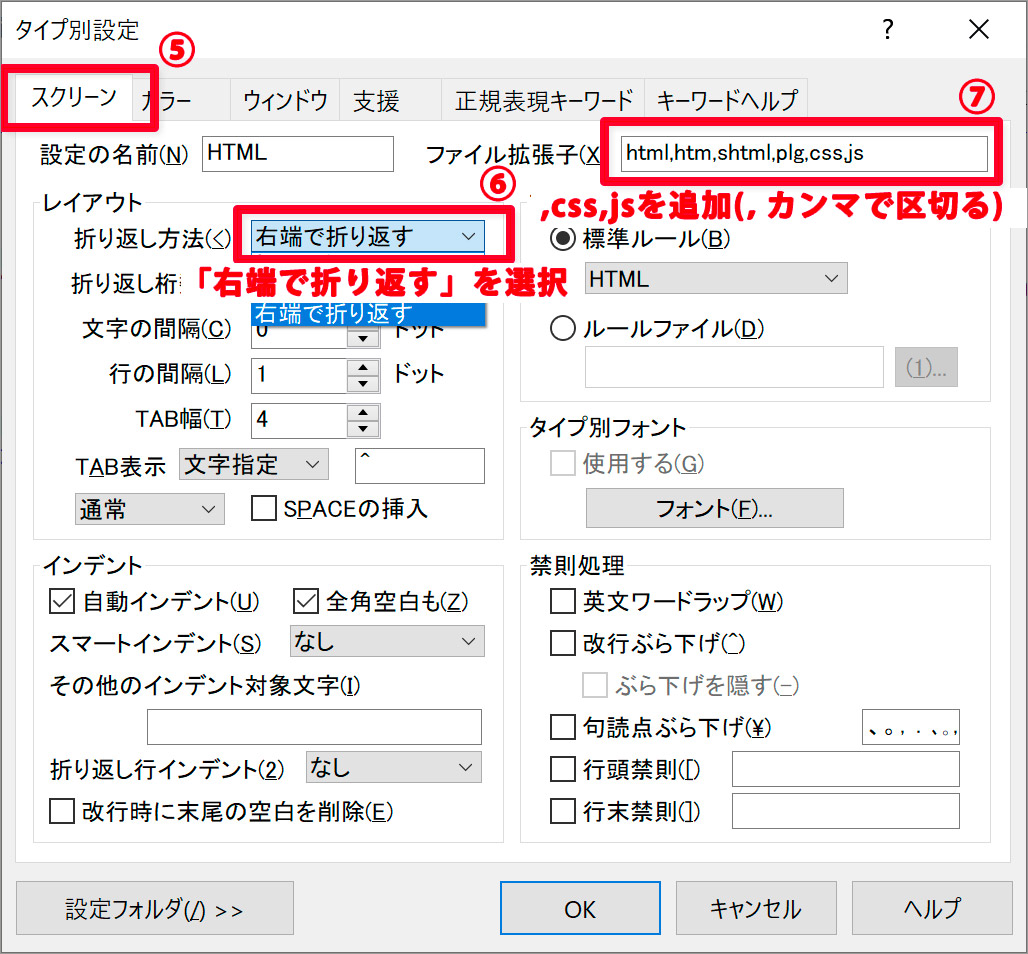 タイプ別設定 ?
⑤
スクリーン カラー ウィンドウ 支援 正規表現キーワード キーワードヘルプ
⑦
設定の名前(N) HTML ファイル拡張子(X html,htm,shtml,plg,css,js
⑥
,css,jsを追加(, カンマで区切る)
レイアウト
折り返し方法(<) 右端で折り返す
標準ルール(B)
折り返し桁
「右端で折り返す」を選択
HTML
右端で折り返す
文字の間隔(C) 0 ドット
ルールファイル(D)
行の間隔(L) 1 ドット
(1)...
TAB幅(T) 4
タイプ別フォント
TAB表示 文字指定 ^
使用する(G)
通常 SPACEの挿入
フォント(F)...
インデント
自動インデント(U) 全角空白も(Z)
スマートインデント(S) なし
その他のインデント対象文字(I)
折り返し行インデント(2) なし
改行時に末尾の空白を削除(E)
禁則処理
英文ワードラップ(W)
改行ぶら下げ(^)
ぶら下げを隠す(-)
句読点ぶら下げ(¥) 、。，．､｡,
行頭禁則([)
行末禁則(])
設定フォルダ(/) >> OK キャンセル ヘルプ